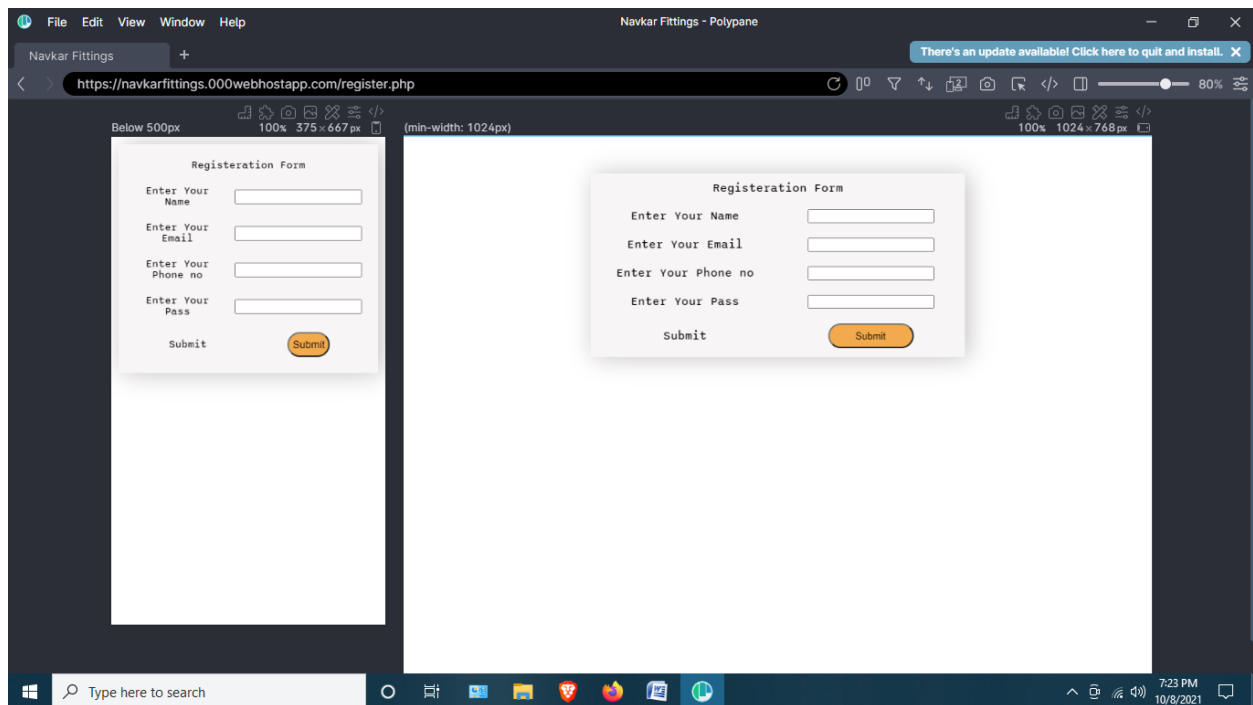 File Edit View Window Help
Navkar Fittings - Polypane
Navkar Fittings
There's an update available! Click here to quit and install. X
https://navkarfittings.000webhostapp.com/register.php
2
80%
Below 500px
100% 375×667 px
(min-width: 1024px)
100% 1024×768 px
Registeration Form
Enter Your
Name
Enter Your
Email
Enter Your
Phone no
Enter Your
Pass
Submit Submit
Registeration Form
Enter Your Name
Enter Your Email
Enter Your Phone no
Enter Your Pass
Submit Submit
Type here to search
7:23 PM
10/8/2021